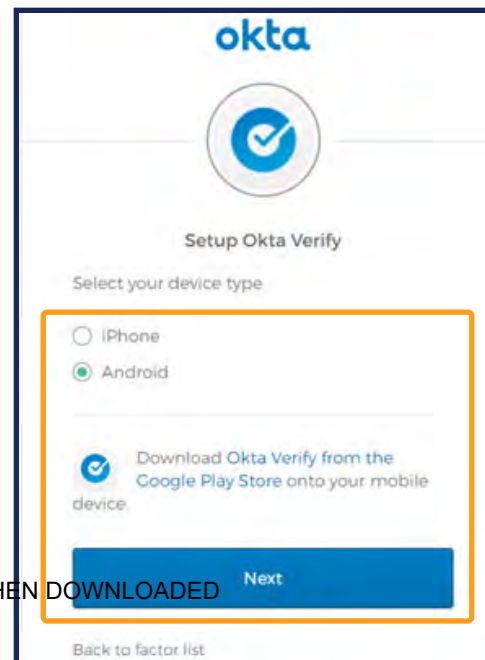 okta
Setup Okta Verify
Select your device type
iPhone
Android
Download Okta Verify from the
Google Play Store onto your mobile
device
Next
DOWNLOADED
Back to factor list